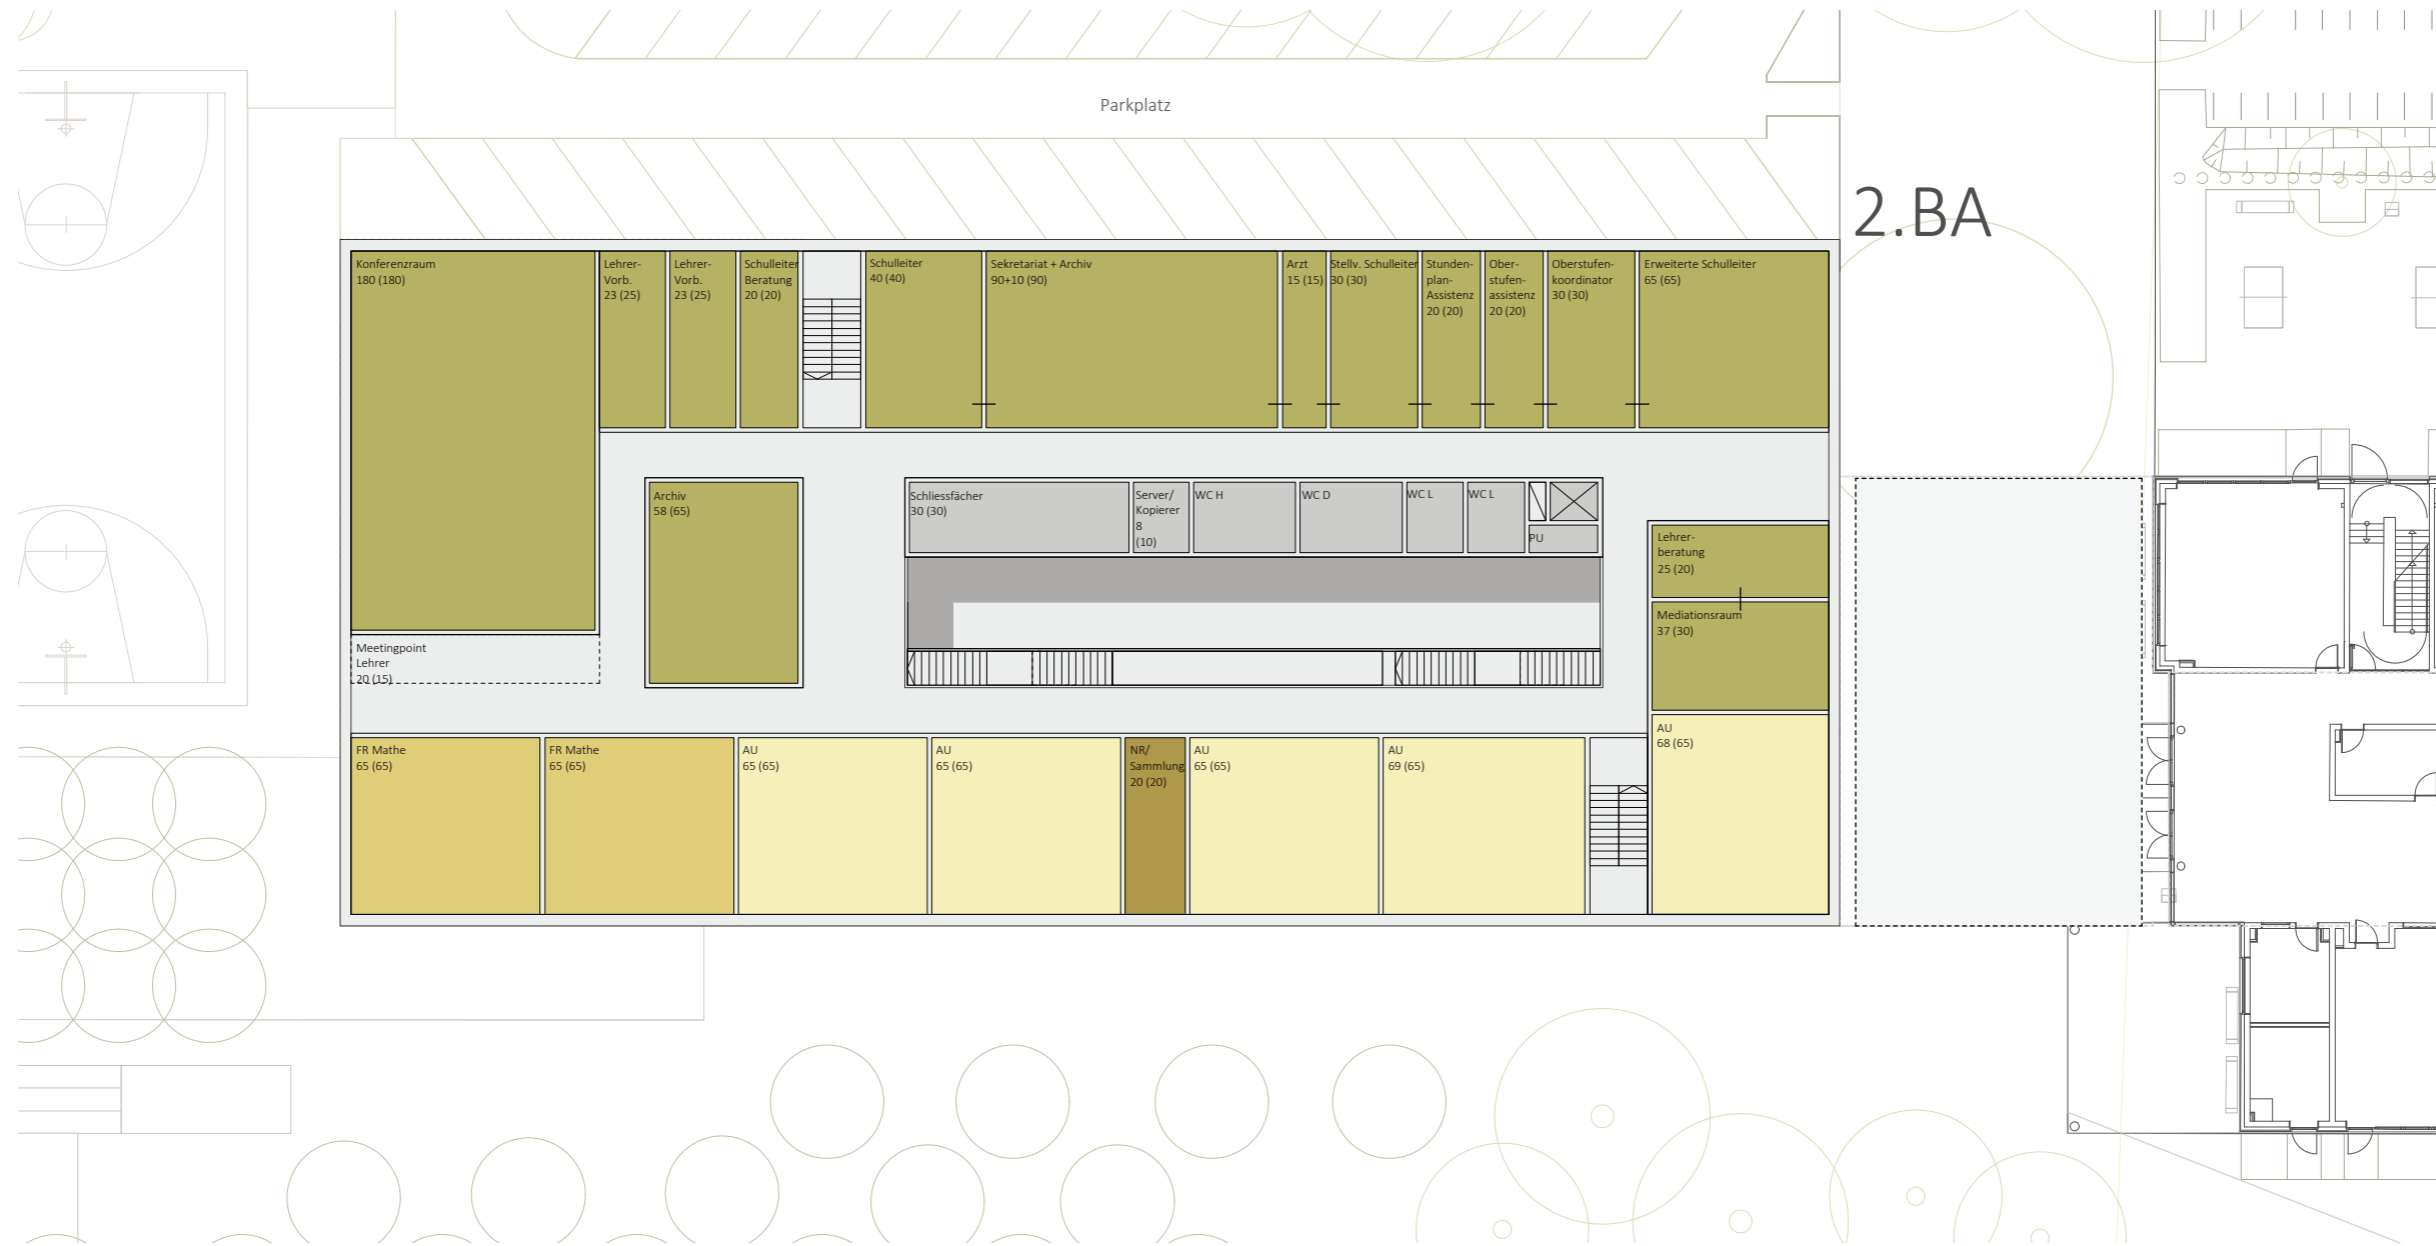 Parkplatz
2.BA
Konferenzraum
180 (180)
Lehrer-
Vorb.
23 (25)
Lehrer-
Vorb.
23 (25)
Schulleiter
Beratung
20 (20)
Schulleiter
40 (40)
Sekretariat + Archiv
90+10 (90)
Arzt
15 (15)
Stellv. Schulleiter
30 (30)
Stunden-
plan-
Assistenz
20 (20)
Ober-
stufen-
assistenz
20 (20)
Oberstufen-
koordinator
30 (30)
Erweiterte Schulleiter
65 (65)
Archiv
58 (65)
Schliessfächer
30 (30)
Server/
Kopierer
8
(10)
WC H
WC D
WC L
WC L
PU
Lehrer-
beratung
25 (20)
Mediationsraum
37 (30)
Meetingpoint
Lehrer
20 (15)
FR Mathe
65 (65)
FR Mathe
65 (65)
AU
65 (65)
AU
65 (65)
NR/
Sammlung
20 (20)
AU
65 (65)
AU
69 (65)
AU
68 (65)